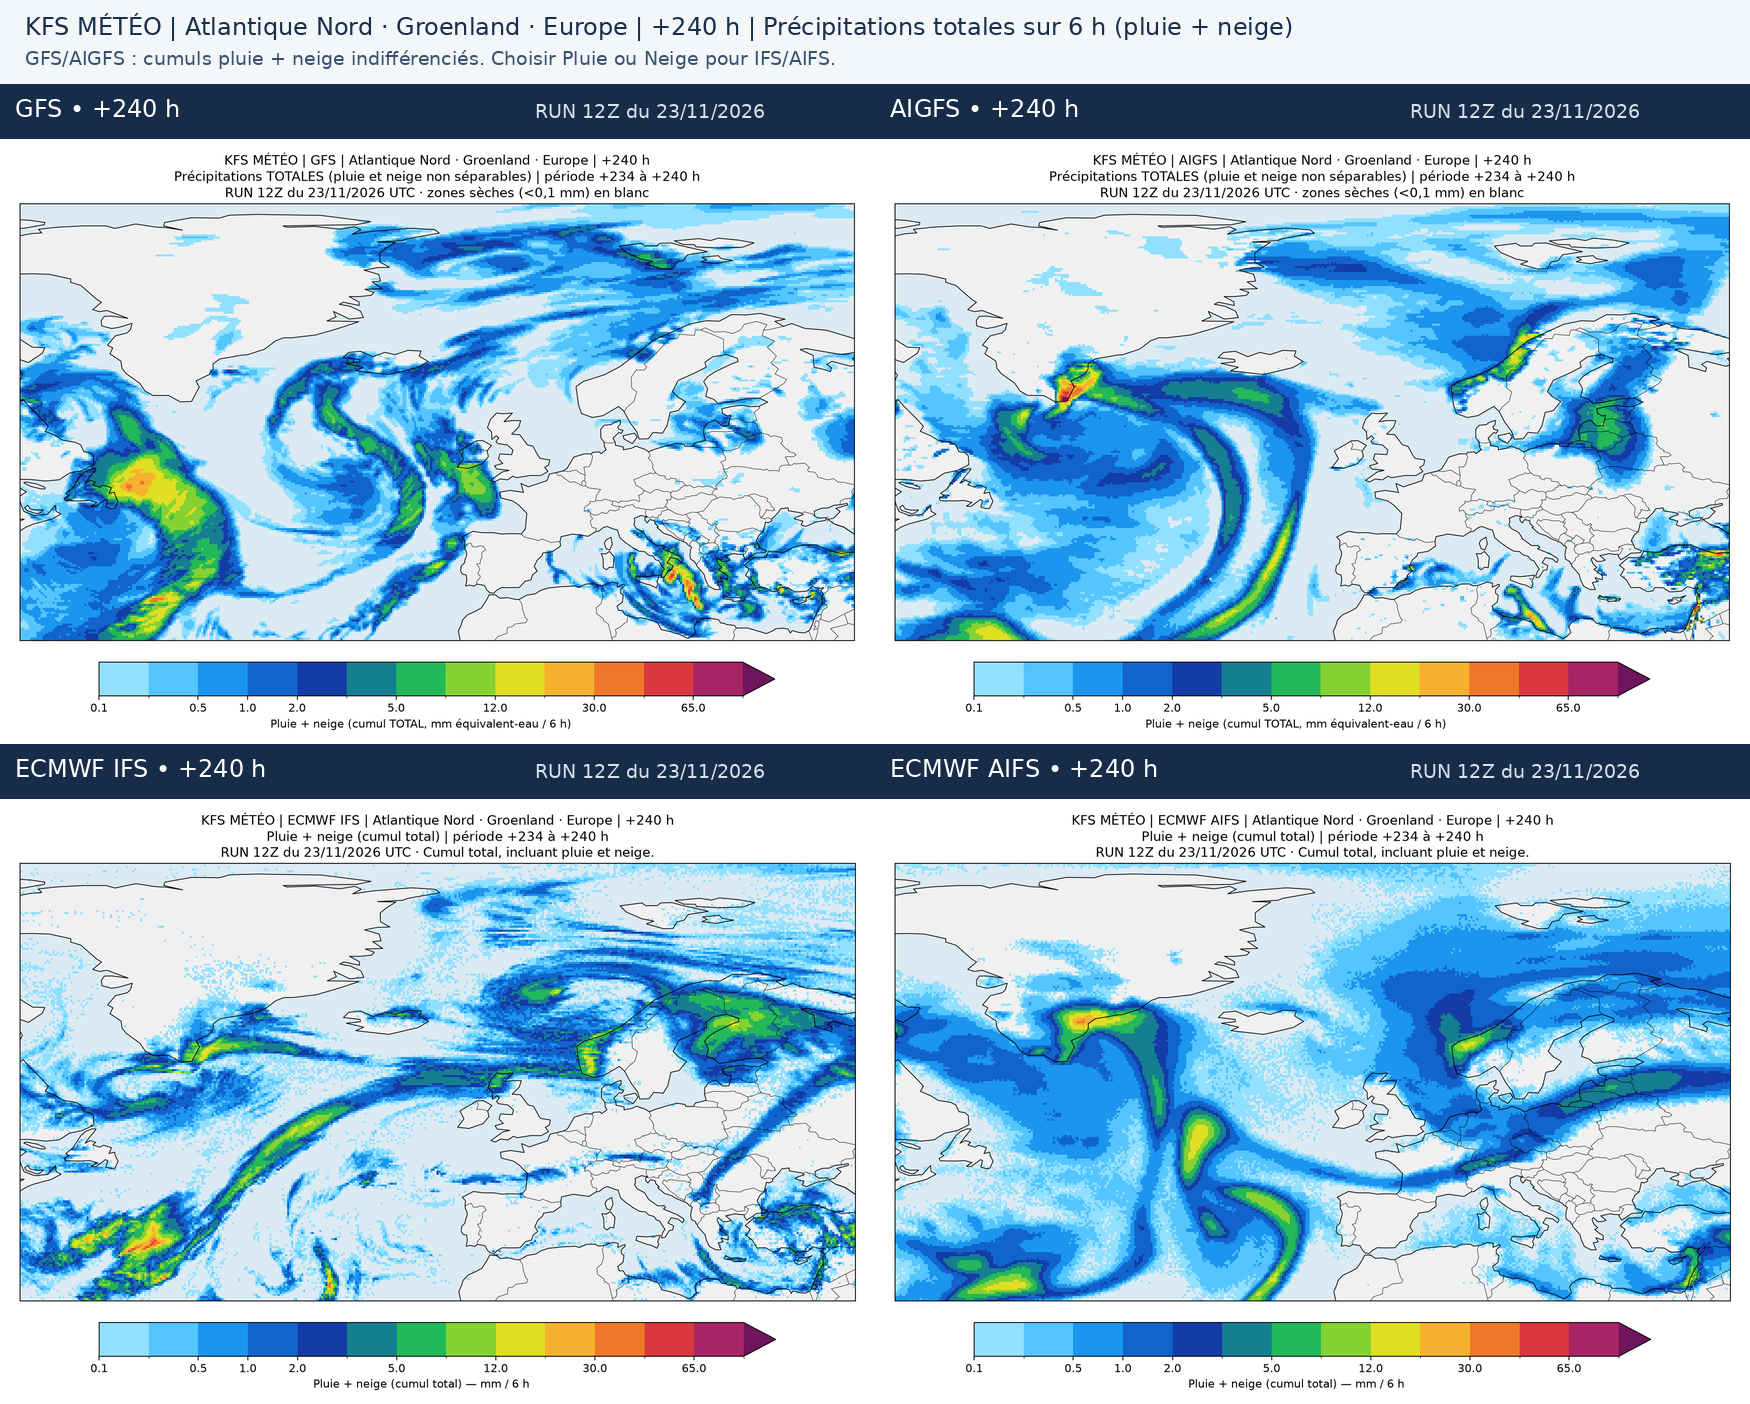 KFS MÉTÉO | Atlantique Nord · Groenland · Europe | +240 h | Précipitations totales sur 6 h (pluie + neige)
GFS/AIGFS : cumuls pluie + neige indifférenciés. Choisir Pluie ou Neige pour IFS/AIFS.
GFS • +240 h RUN 12Z du 23/11/2026
KFS MÉTÉO | GFS | Atlantique Nord · Groenland · Europe | +240 h
Précipitations TOTALES (pluie et neige non séparables) | période +234 à +240 h
RUN 12Z du 23/11/2026 UTC · zones sèches (<0,1 mm) en blanc
0.1 0.5 1.0 2.0 5.0 12.0 30.0 65.0
Pluie + neige (cumul TOTAL, mm équivalent-eau / 6 h)
AIGFS • +240 h RUN 12Z du 23/11/2026
KFS MÉTÉO | AIGFS | Atlantique Nord · Groenland · Europe | +240 h
Précipitations TOTALES (pluie et neige non séparables) | période +234 à +240 h
RUN 12Z du 23/11/2026 UTC · zones sèches (<0,1 mm) en blanc
0.1 0.5 1.0 2.0 5.0 12.0 30.0 65.0
Pluie + neige (cumul TOTAL, mm équivalent-eau / 6 h)
ECMWF IFS • +240 h RUN 12Z du 23/11/2026
KFS MÉTÉO | ECMWF IFS | Atlantique Nord · Groenland · Europe | +240 h
Pluie + neige (cumul total) | période +234 à +240 h
RUN 12Z du 23/11/2026 UTC · Cumul total, incluant pluie et neige.
0.1 0.5 1.0 2.0 5.0 12.0 30.0 65.0
Pluie + neige (cumul total) — mm / 6 h
ECMWF AIFS • +240 h RUN 12Z du 23/11/2026
KFS MÉTÉO | ECMWF AIFS | Atlantique Nord · Groenland · Europe | +240 h
Pluie + neige (cumul total) | période +234 à +240 h
RUN 12Z du 23/11/2026 UTC · Cumul total, incluant pluie et neige.
0.1 0.5 1.0 2.0 5.0 12.0 30.0 65.0
Pluie + neige (cumul total) — mm / 6 h